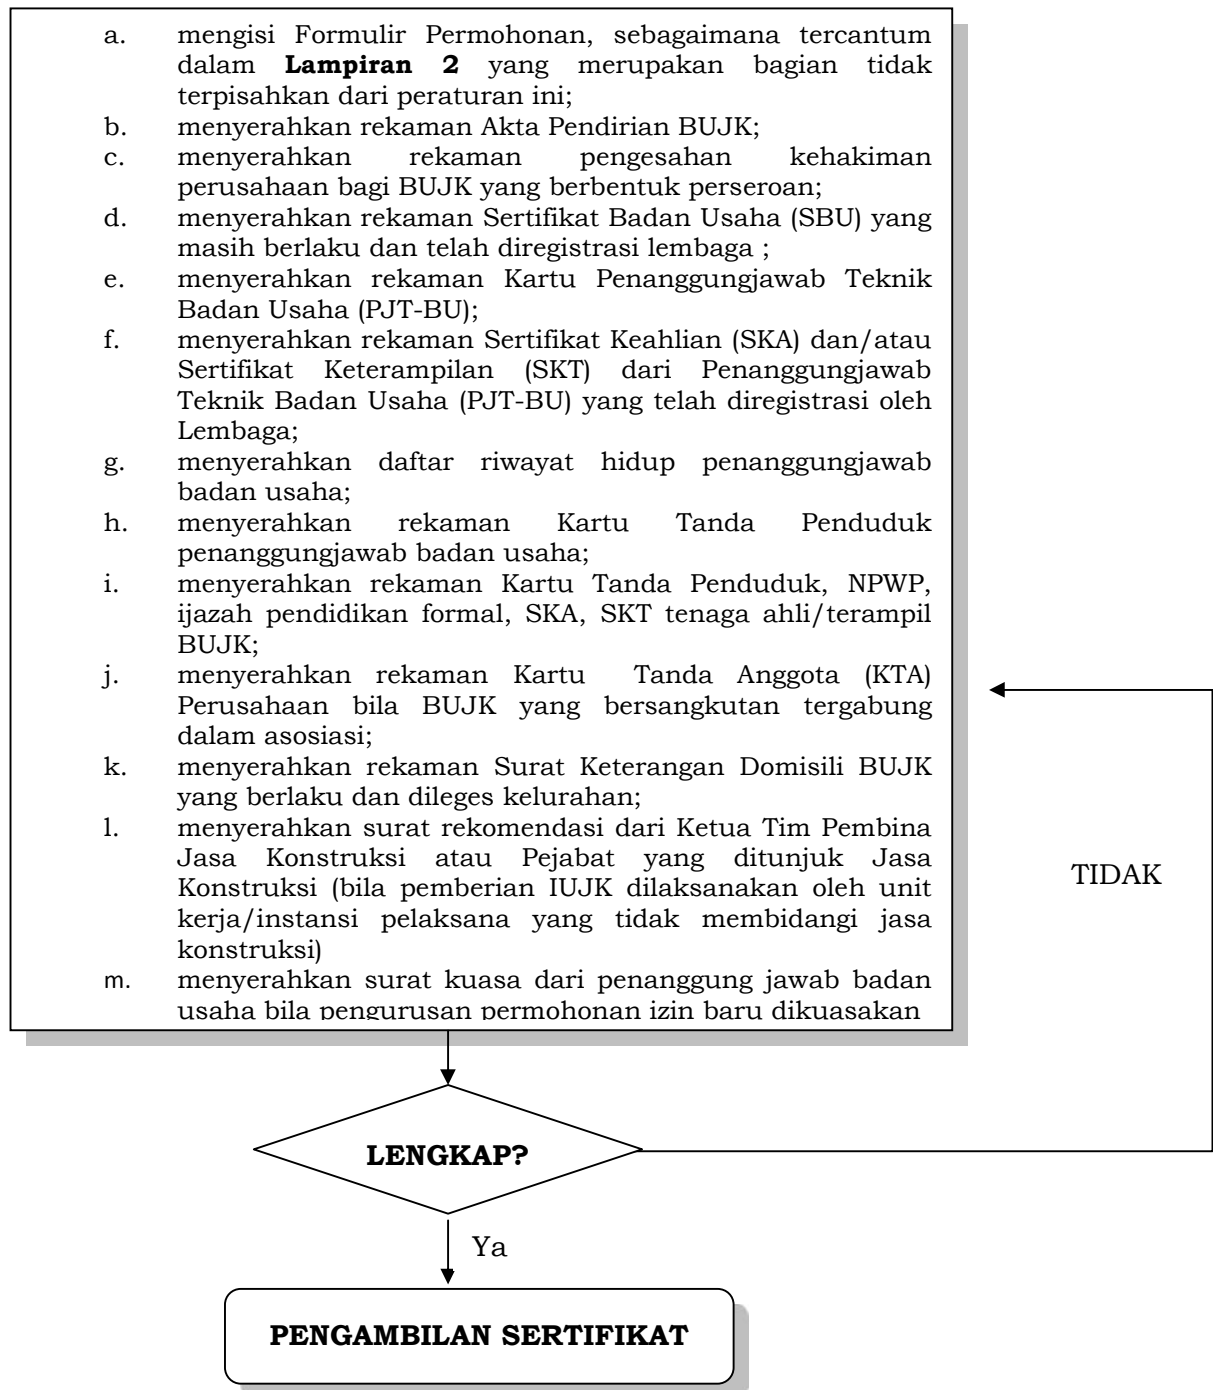 a. mengisi Formulir Permohonan, sebagaimana tercantum
dalam Lampiran 2 yang merupakan bagian tidak
terpisahkan dari peraturan ini;
b. menyerahkan rekaman Akta Pendirian BUJK;
c. menyerahkan rekaman pengesahan kehakiman
perusahaan bagi BUJK yang berbentuk perseroan;
d. menyerahkan rekaman Sertifikat Badan Usaha (SBU) yang
masih berlaku dan telah diregistrasi lembaga ;
e. menyerahkan rekaman Kartu Penanggungjawab Teknik
Badan Usaha (PJT-BU);
f. menyerahkan rekaman Sertifikat Keahlian (SKA) dan/atau
Sertifikat Keterampilan (SKT) dari Penanggungjawab
Teknik Badan Usaha (PJT-BU) yang telah diregistrasi oleh
Lembaga;
g. menyerahkan daftar riwayat hidup penanggungjawab
badan usaha;
h. menyerahkan rekaman Kartu Tanda Penduduk
penanggungjawab badan usaha;
i. menyerahkan rekaman Kartu Tanda Penduduk, NPWP,
ijazah pendidikan formal, SKA, SKT tenaga ahli/terampil
BUJK;
j. menyerahkan rekaman Kartu Tanda Anggota (KTA)
Perusahaan bila BUJK yang bersangkutan tergabung
dalam asosiasi;
k. menyerahkan rekaman Surat Keterangan Domisili BUJK
yang berlaku dan dileges kelurahan;
l. menyerahkan surat rekomendasi dari Ketua Tim Pembina
Jasa Konstruksi atau Pejabat yang ditunjuk Jasa
Konstruksi (bila pemberian IUJK dilaksanakan oleh unit
kerja/instansi pelaksana yang tidak membidangi jasa
konstruksi)
m. menyerahkan surat kuasa dari penanggung jawab badan
usaha bila pengurusan permohonan izin baru dikuasakan
TIDAK
LENGKAP?
Ya
PENGAMBILAN SERTIFIKAT